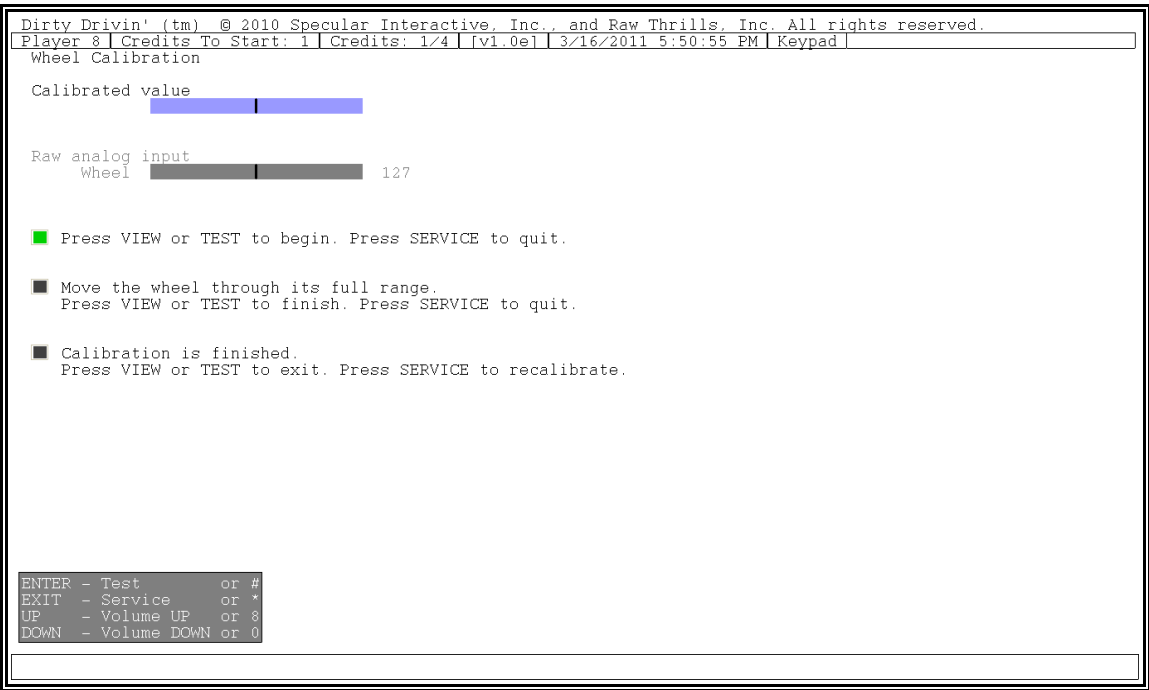 Dirty Drivin' (tm)  © 2010 Specular Interactive, Inc., and Raw Thrills, Inc. All rights reserved.
Player 8 | Credits To Start: 1 | Credits: 1/4 | [v1.0e] | 3/16/2011 5:50:55 PM | Keypad |
Wheel Calibration
Calibrated value
Raw analog input
Wheel 127
Press VIEW or TEST to begin. Press SERVICE to quit.
Move the wheel through its full range.
Press VIEW or TEST to finish. Press SERVICE to quit.
Calibration is finished.
Press VIEW or TEST to exit. Press SERVICE to recalibrate.
ENTER – Test or #
EXIT – Service or *
UP – Volume UP or 8
DOWN – Volume DOWN or 0